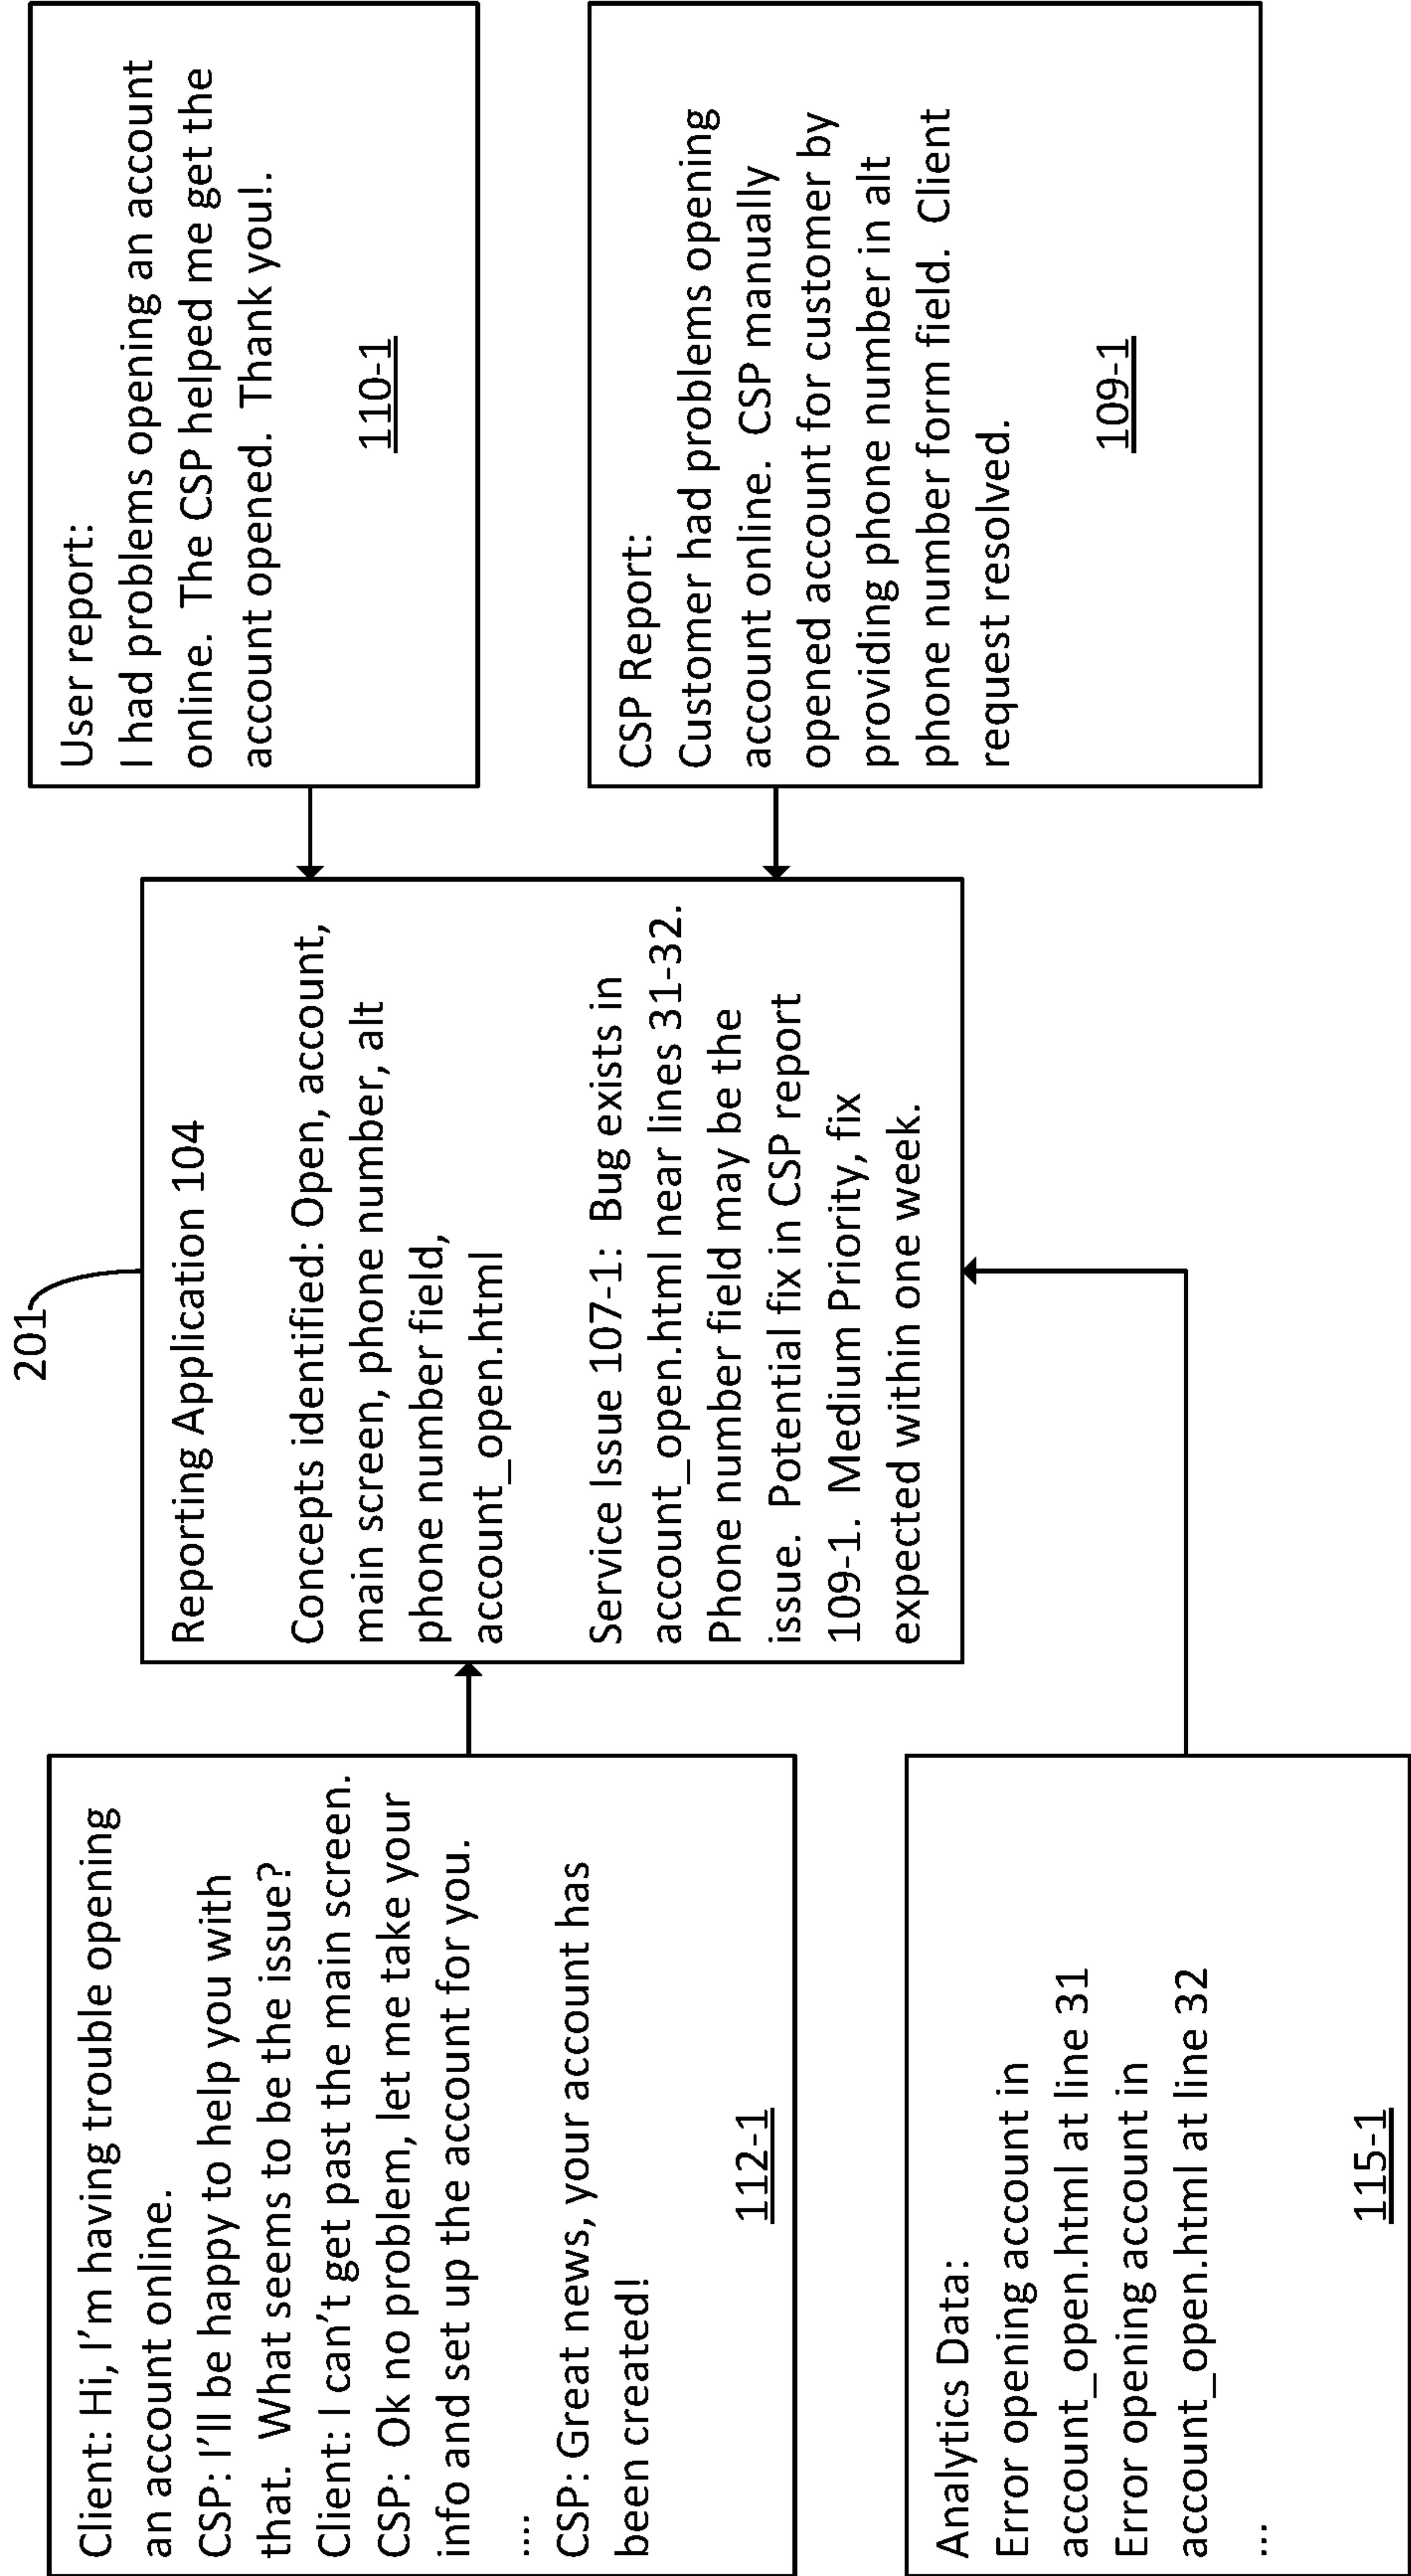 201
Client: Hi, I'm having trouble opening
an account online.
CSP: I'll be happy to help you with
that.  What seems to be the issue?
Client: I can't get past the main screen.
CSP:  Ok no problem, let me take your
info and set up the account for you.
....
CSP: Great news, your account has
been created!
112-1
Analytics Data:
Error opening account in
account_open.html at line 31
Error opening account in
account_open.html at line 32
...
115-1
Reporting Application 104
Concepts identified: Open, account,
main screen, phone number, alt
phone number field,
account_open.html
Service Issue 107-1:  Bug exists in
account_open.html near lines 31-32.
Phone number field may be the
issue.  Potential fix in CSP report
109-1.  Medium Priority, fix
expected within one week.
User report:
I had problems opening an account
online.  The CSP helped me get the
account opened.  Thank you!.
110-1
CSP Report:
Customer had problems opening
account online.  CSP manually
opened account for customer by
providing phone number in alt
phone number form field.  Client
request resolved.
109-1